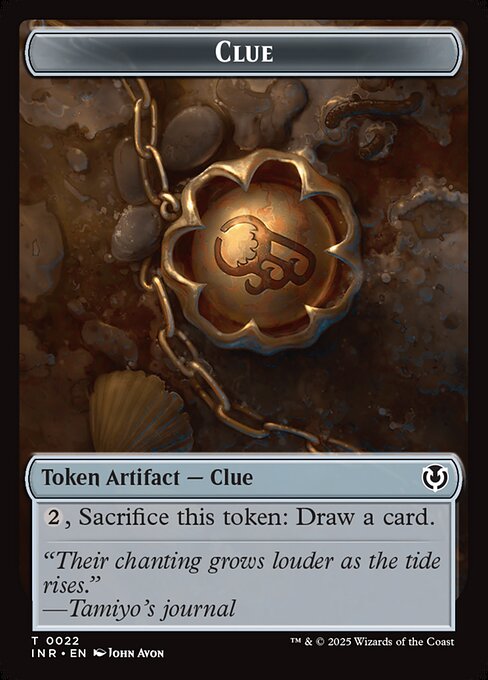 Clue
Token Artifact — Clue
2, Sacrifice this token: Draw a card.
“Their chanting grows louder as the tide
rises.”
—Tamiyo’s journal
T 0022
INR • EN John Avon
™ & © 2025 Wizards of the Coast